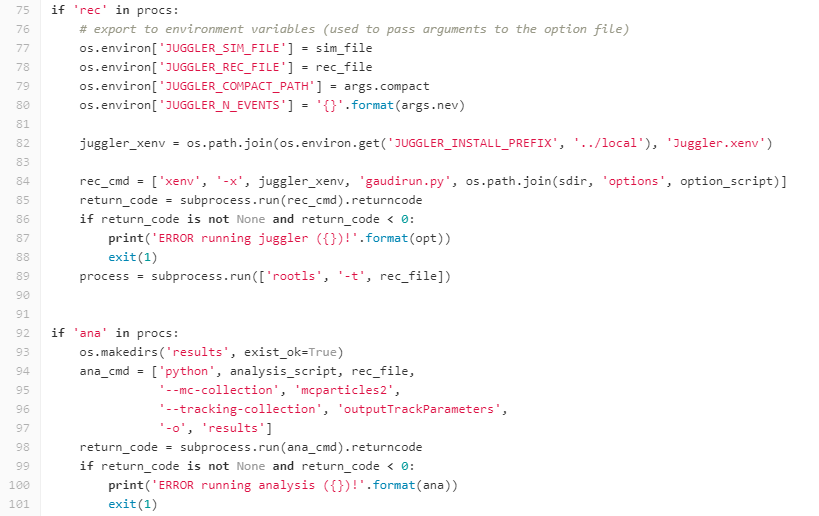 75 if 'rec' in procs:
76     # export to environment variables (used to pass arguments to the option file)
77     os.environ['JUGGLER_SIM_FILE'] = sim_file
78     os.environ['JUGGLER_REC_FILE'] = rec_file
79     os.environ['JUGGLER_COMPACT_PATH'] = args.compact
80     os.environ['JUGGLER_N_EVENTS'] = '{}'.format(args.nev)
81
82     juggler_xenv = os.path.join(os.environ.get('JUGGLER_INSTALL_PREFIX', '../local'), 'Juggler.xenv')
83
84     rec_cmd = ['xenv', '-x', juggler_xenv, 'gaudirun.py', os.path.join(sdir, 'options', option_script)]
85     return_code = subprocess.run(rec_cmd).returncode
86     if return_code is not None and return_code < 0:
87         print('ERROR running juggler ({})!'.format(opt))
88         exit(1)
89     process = subprocess.run(['rootls', '-t', rec_file])
90
91
92 if 'ana' in procs:
93     os.makedirs('results', exist_ok=True)
94     ana_cmd = ['python', analysis_script, rec_file,
95                '--mc-collection', 'mcparticles2',
96                '--tracking-collection', 'outputTrackParameters',
97                '-o', 'results']
98     return_code = subprocess.run(ana_cmd).returncode
99     if return_code is not None and return_code < 0:
100         print('ERROR running analysis ({})!'.format(ana))
101         exit(1)